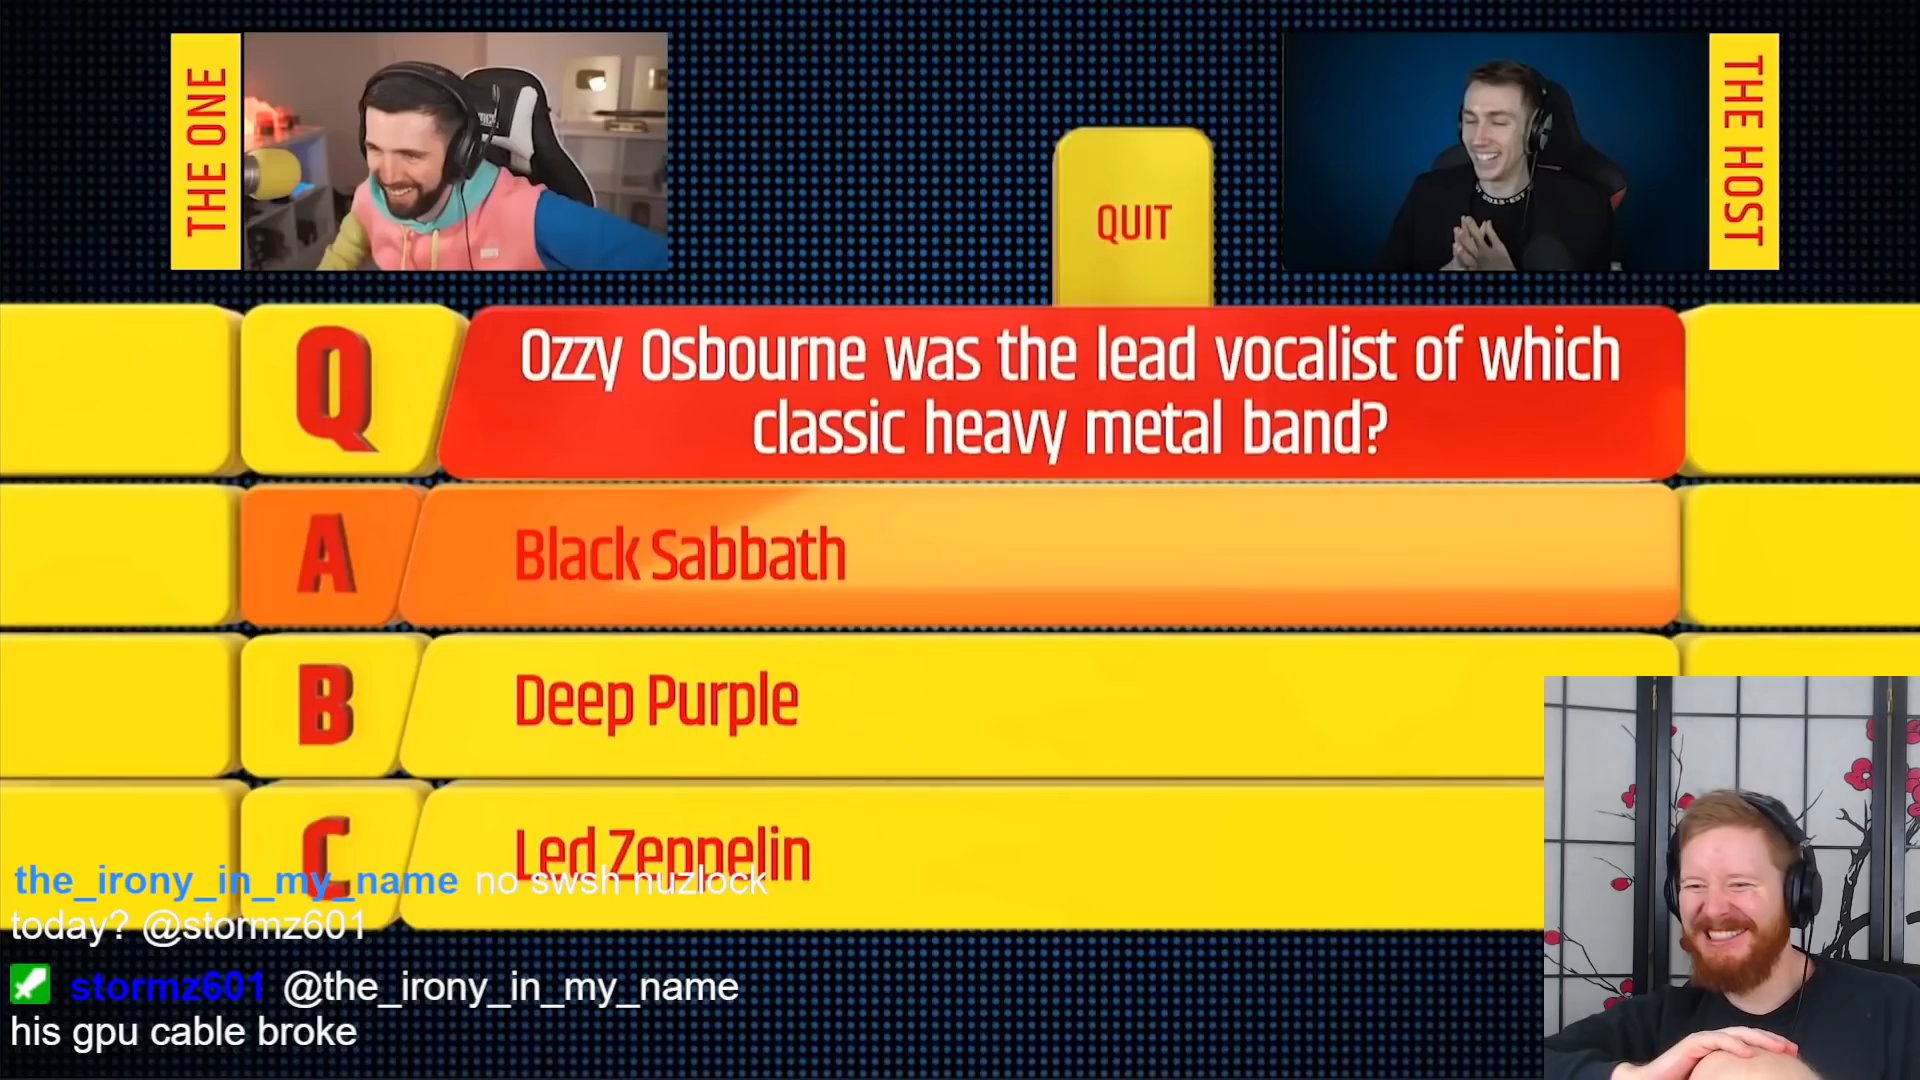 THE ONE
THE HOST
QUIT
Q
Ozzy Osbourne was the lead vocalist of which
classic heavy metal band?
A
Black Sabbath
B
Deep Purple
C
Led Zeppelin
the_irony_in_my_name no swsh nuzlock
today? @stormz601
stormz601 @the_irony_in_my_name
his gpu cable broke